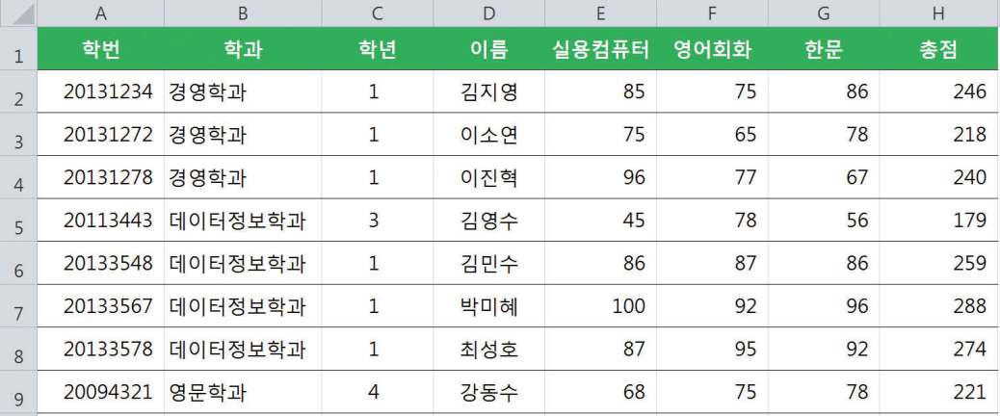 A B C D E F G H
1 학번 학과 학년 이름 실용컴퓨터 영어회화 한문 총점
2 20131234 경영학과 1 김지영 85 75 86 246
3 20131272 경영학과 1 이소연 75 65 78 218
4 20131278 경영학과 1 이진혁 96 77 67 240
5 20113443 데이터정보학과 3 김영수 45 78 56 179
6 20133548 데이터정보학과 1 김민수 86 87 86 259
7 20133567 데이터정보학과 1 박미혜 100 92 96 288
8 20133578 데이터정보학과 1 최성호 87 95 92 274
9 20094321 영문학과 4 강동수 68 75 78 221